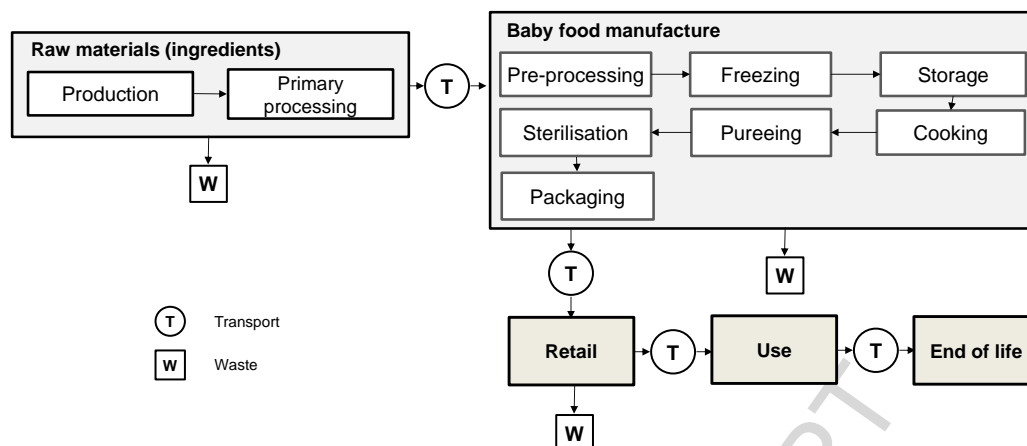 Raw materials (ingredients)
Production
Primary
processing
T
W
Baby food manufacture
Pre-processing
Freezing
Storage
Sterilisation
Pureeing
Cooking
Packaging
T
W
T Transport
W Waste
Retail
T
Use
T
End of life
W
PT